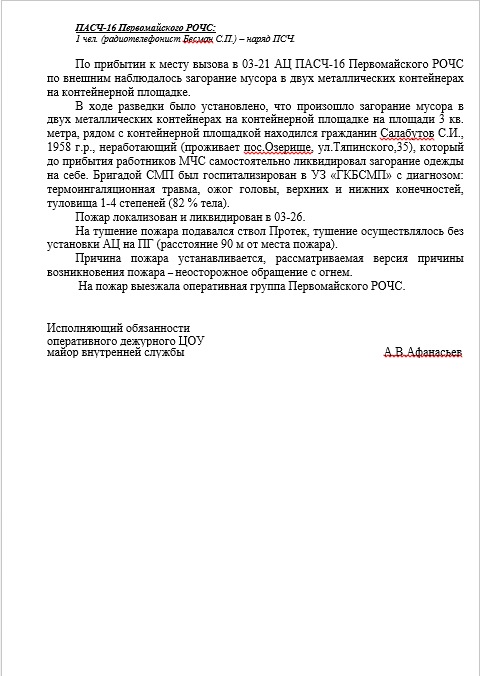 ПАСЧ-16 Первомайского РОЧС:
1 чел. (радиотелефонист Бесман С.П.) – наряд ПСЧ.
По прибытии к месту вызова в 03-21 АЦ ПАСЧ-16 Первомайского РОЧС
по внешним наблюдалось загорание мусора в двух металлических контейнерах
на контейнерной площадке.
В ходе разведки было установлено, что произошло загорание мусора в
двух металлических контейнерах на контейнерной площадке на площади 3 кв.
метра, рядом с контейнерной площадкой находился гражданин Салабутов С.И.,
1958 г.р., неработающий (проживает пос.Озерище, ул.Тяпинского,35), который
до прибытия работников МЧС самостоятельно ликвидировал загорание одежды
на себе. Бригадой СМП был госпитализирован в УЗ «ГКБСМП» с диагнозом:
термоингаляционная травма, ожог головы, верхних и нижних конечностей,
туловища 1-4 степеней (82 % тела).
Пожар локализован и ликвидирован в 03-26.
На тушение пожара подавался ствол Протек, тушение осуществлялось без
установки АЦ на ПГ (расстояние 90 м от места пожара).
Причина пожара устанавливается, рассматриваемая версия причины
возникновения пожара – неосторожное обращение с огнем.
На пожар выезжала оперативная группа Первомайского РОЧС.
Исполняющий обязанности
оперативного дежурного ЦОУ
майор внутренней службы А.В.Афанасьев